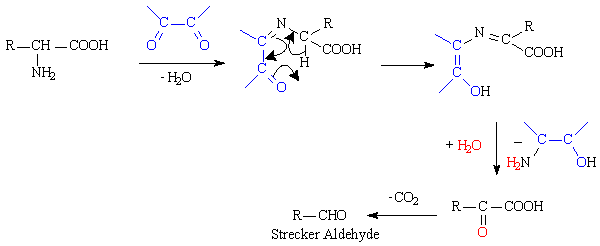 R—CH—COOH
NH2
C—C
O O
- H2O
N
R
C
COOH
H
C
O
N
R
C
COOH
C
OH
+ H2O
–
H2N
OH
R—C—COOH
O
-CO2
R—CHO
Strecker Aldehyde